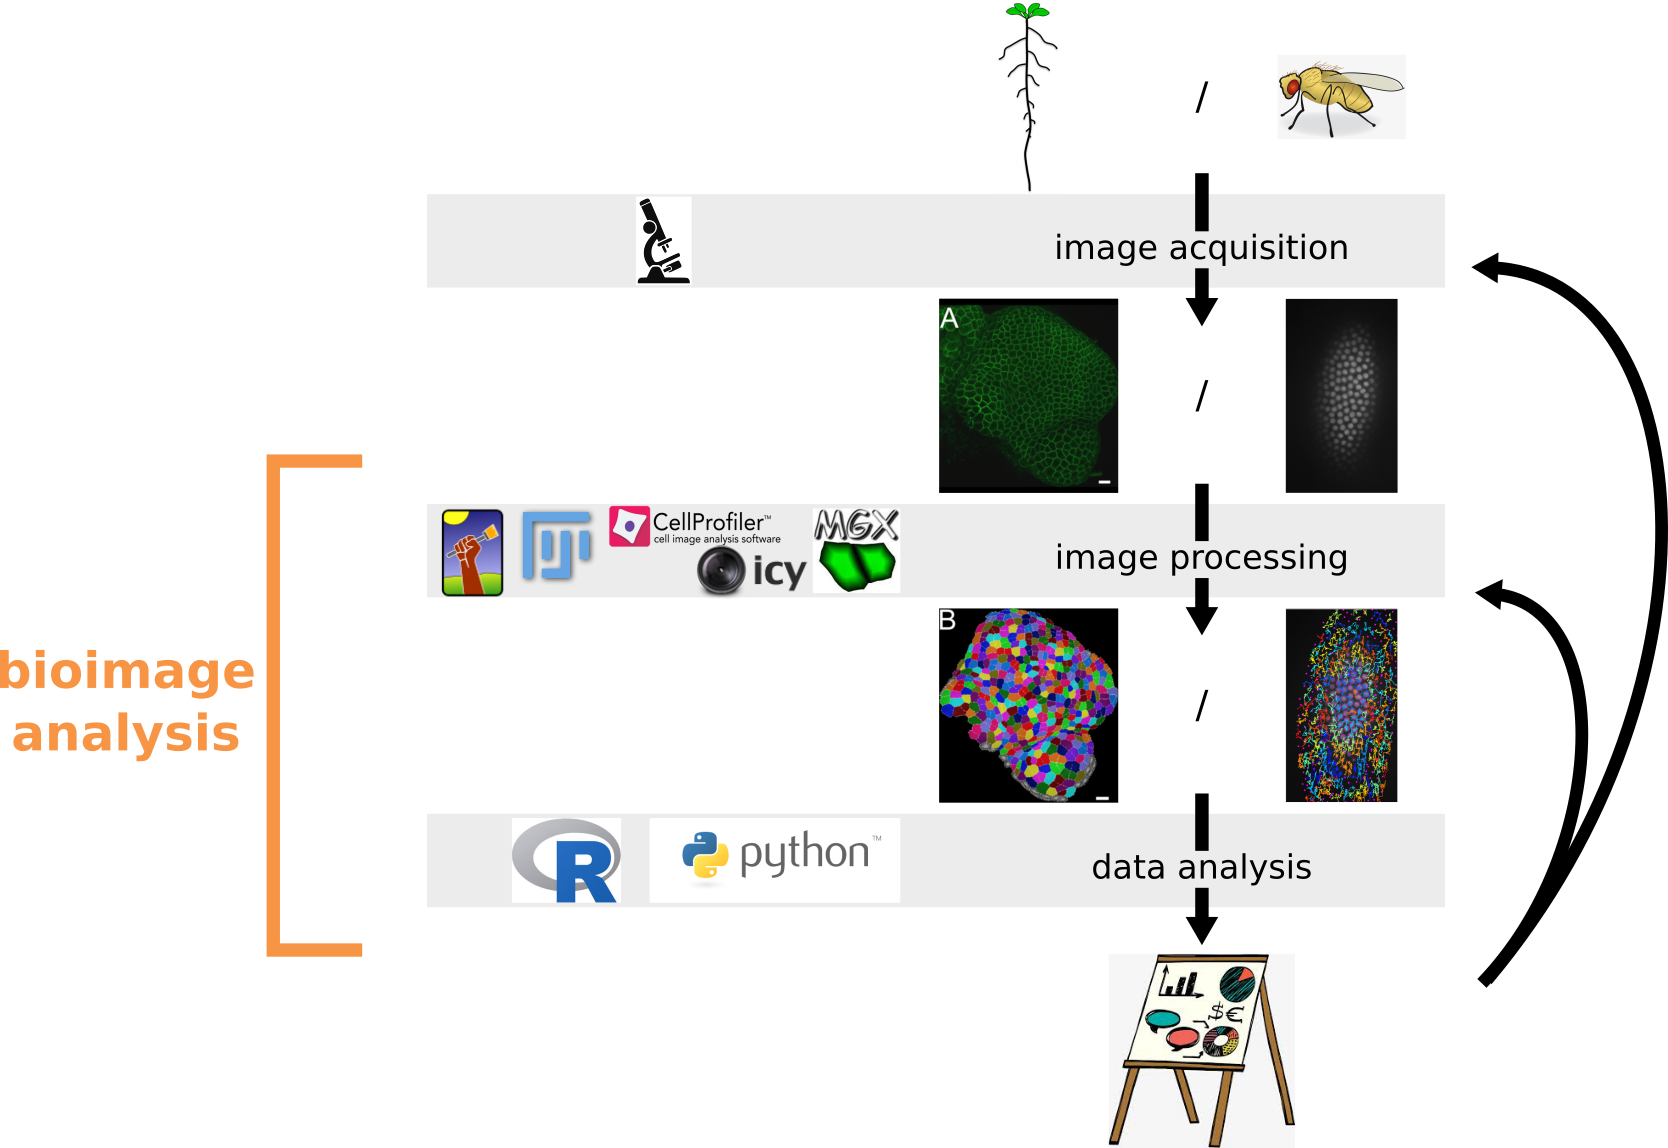 /
image acquisition
A
/
CellProfiler™
cell image analysis software
icy
MGX
image processing
B
/
bioimage
analysis
R
python™
data analysis
$€